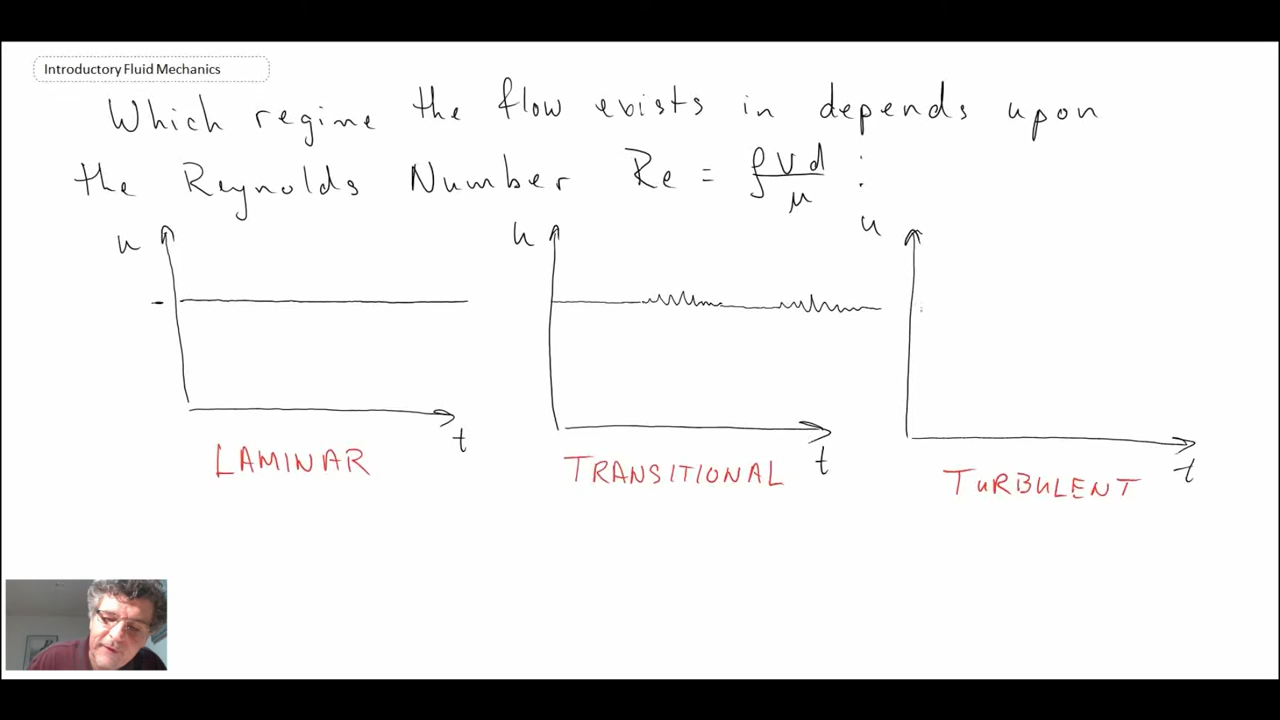 Introductory Fluid Mechanics
Which regime the flow exists in depends upon
the Reynolds Number Re = ρVd/μ :
u
u
u
t
t
t
LAMINAR
TRANSITIONAL
TURBULENT